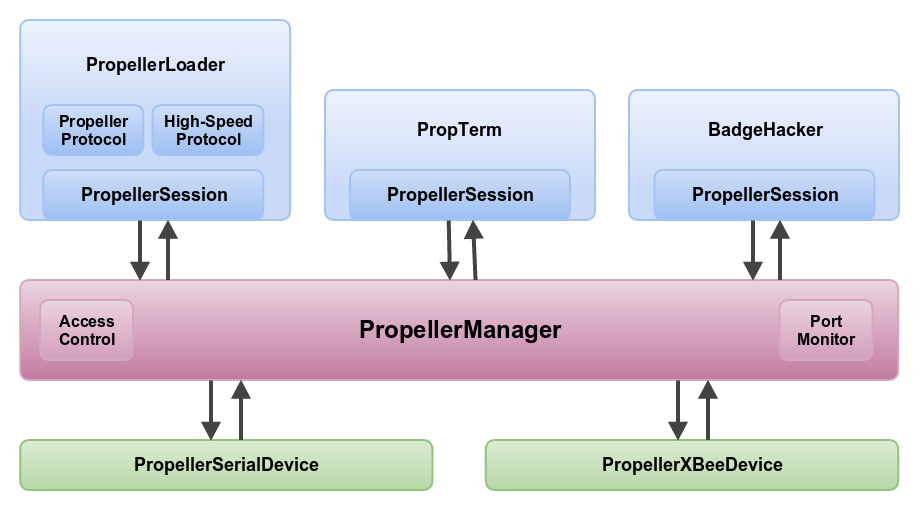 PropellerLoader
Propeller
Protocol
High-Speed
Protocol
PropellerSession
PropTerm
PropellerSession
BadgeHacker
PropellerSession
Access
Control
PropellerManager
Port
Monitor
PropellerSerialDevice
PropellerXBeeDevice